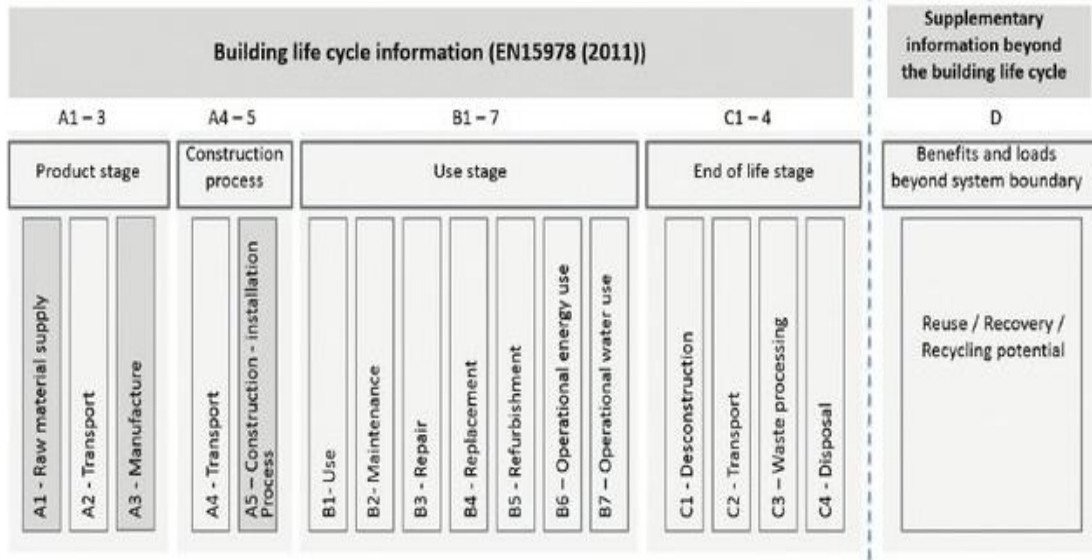 Building life cycle information (EN15978 (2011))
Supplementary
information beyond
the building life cycle
A1 – 3
A4 – 5
B1 – 7
C1 – 4
D
Product stage
Construction
process
Use stage
End of life stage
Benefits and loads
beyond system boundary
A1 - Raw material supply
A2 - Transport
A3 - Manufacture
A4 - Transport
A5 – Construction - installation
Process
B1- Use
B2- Maintenance
B3 - Repair
B4 - Replacement
B5 - Refurbishment
B6 – Operational energy use
B7 – Operational water use
C1 - Desconstruction
C2 - Transport
C3 – Waste processing
C4 - Disposal
Reuse / Recovery /
Recycling potential